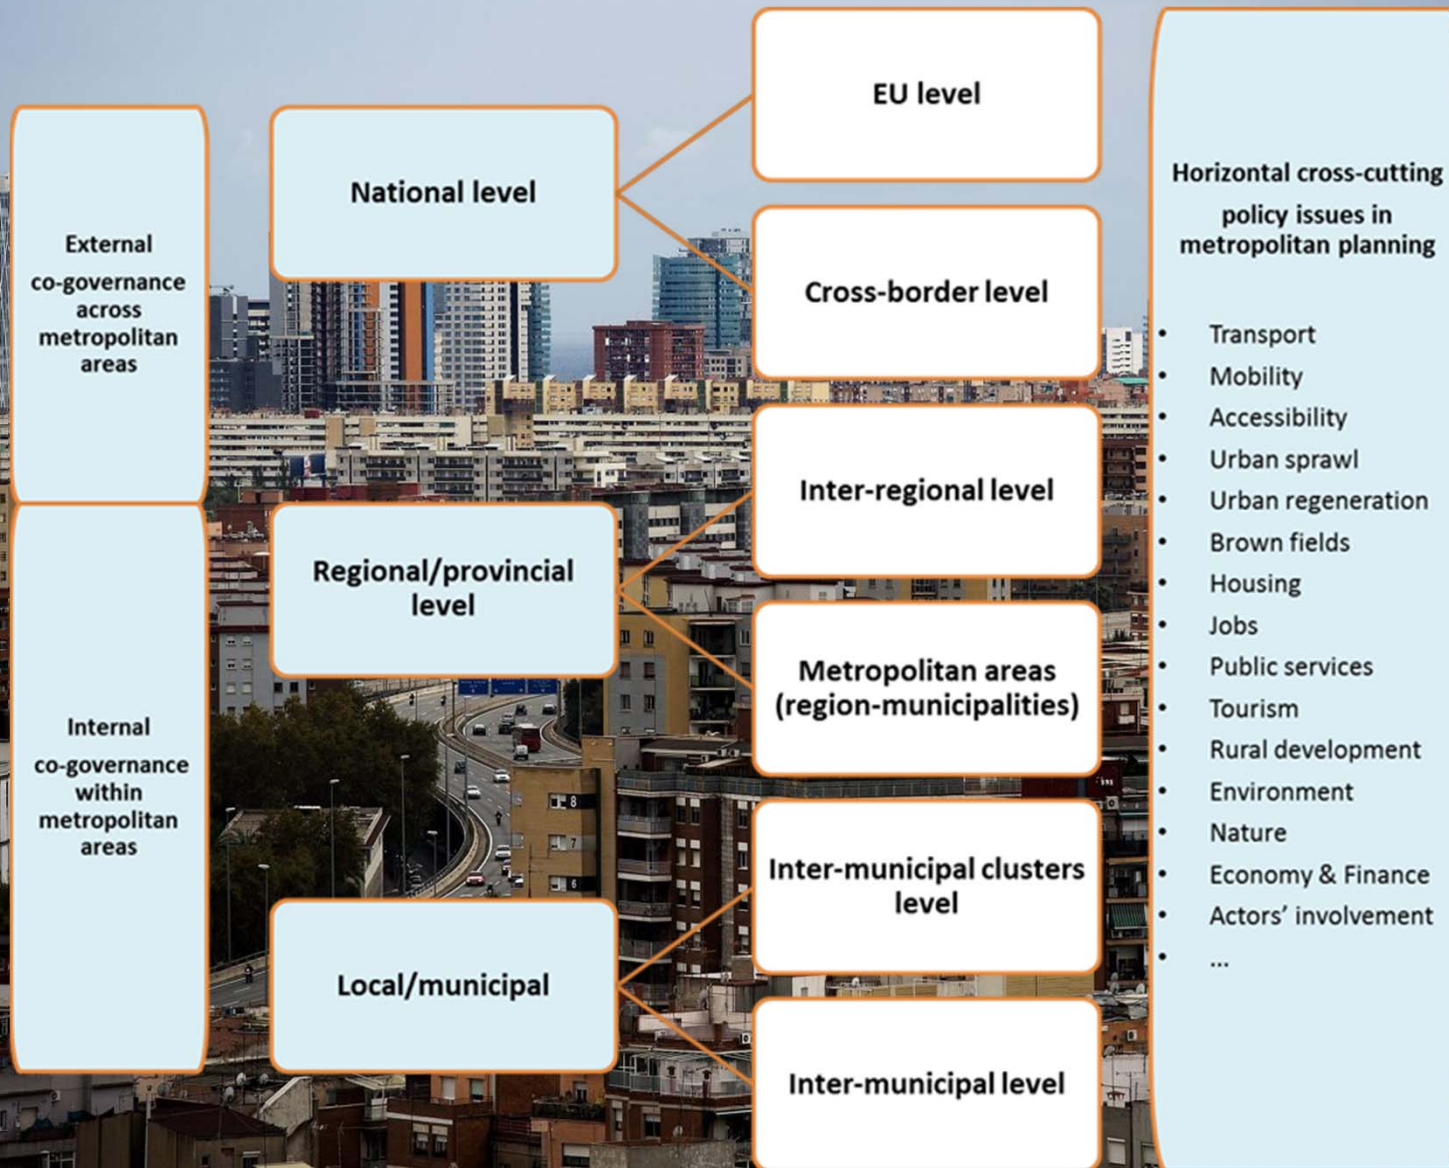 External
co-governance
across
metropolitan
areas
Internal
co-governance
within
metropolitan
areas
National level
Regional/provincial
level
Local/municipal
EU level
Cross-border level
Inter-regional level
Metropolitan areas
(region-municipalities)
Inter-municipal clusters
level
Inter-municipal level
Horizontal cross-cutting
policy issues in
metropolitan planning
• Transport
• Mobility
• Accessibility
• Urban sprawl
• Urban regeneration
• Brown fields
• Housing
• Jobs
• Public services
• Tourism
• Rural development
• Environment
• Nature
• Economy & Finance
• Actors’ involvement
• ...
8
7
6